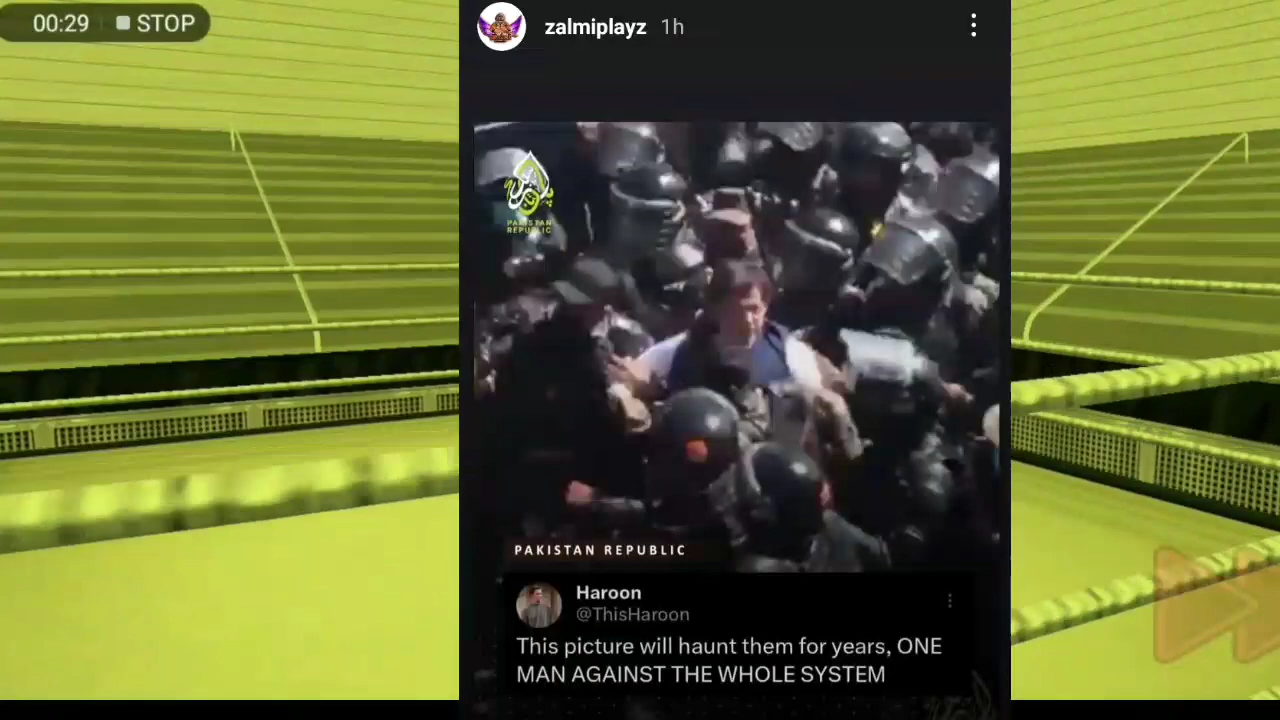 00:29
STOP
zalmiplayz 1h
PAKISTAN
REPUBLIC
PAKISTAN REPUBLIC
Haroon
@ThisHaroon
This picture will haunt them for years, ONE
MAN AGAINST THE WHOLE SYSTEM